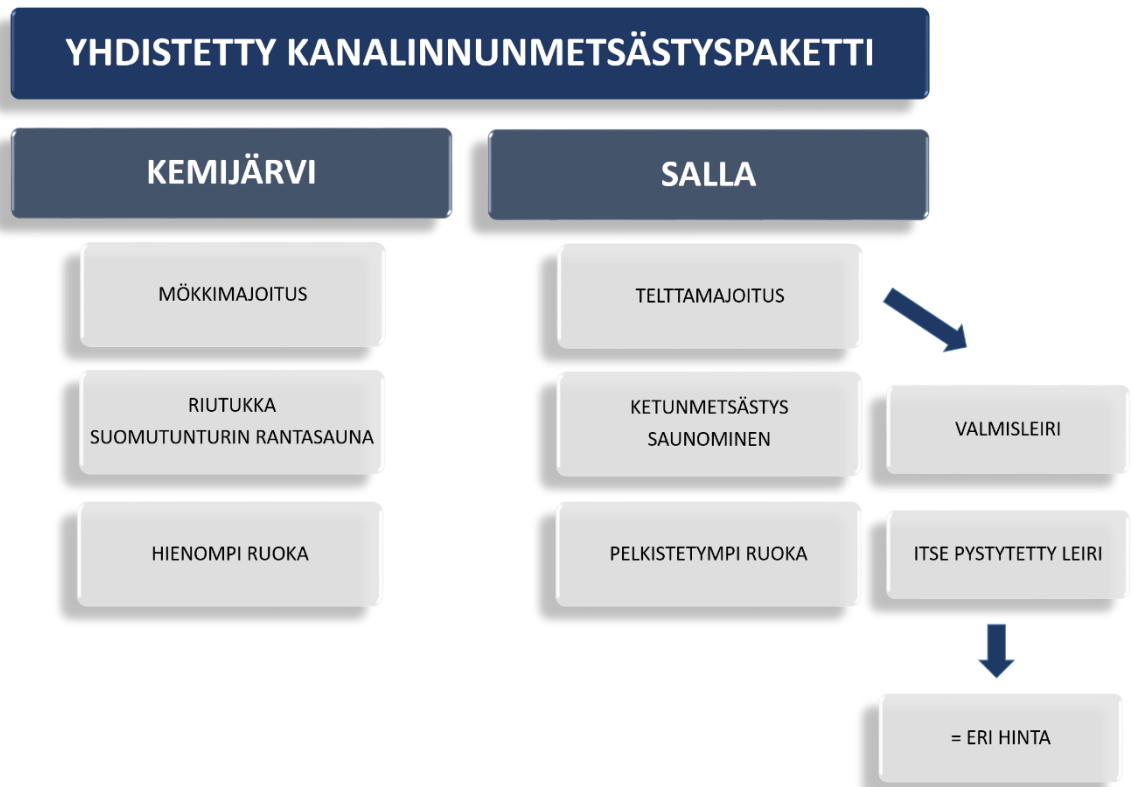 YHDISTETTY KANALINNUNMETSÄSTYSPAKETTI
KEMIJÄRVI
MÖKKIMAJOITUS
RIUTUKKA
SUOMUTUNTURIN RANTASAUNA
HIENOMPI RUOKA
SALLA
TELTTAMAJOITUS
KETUNMETSÄSTYS
SAUNOMINEN
PELKISTETYMPI RUOKA
VALMISLEIRI
ITSE PYSTYTETTY LEIRI
= ERI HINTA